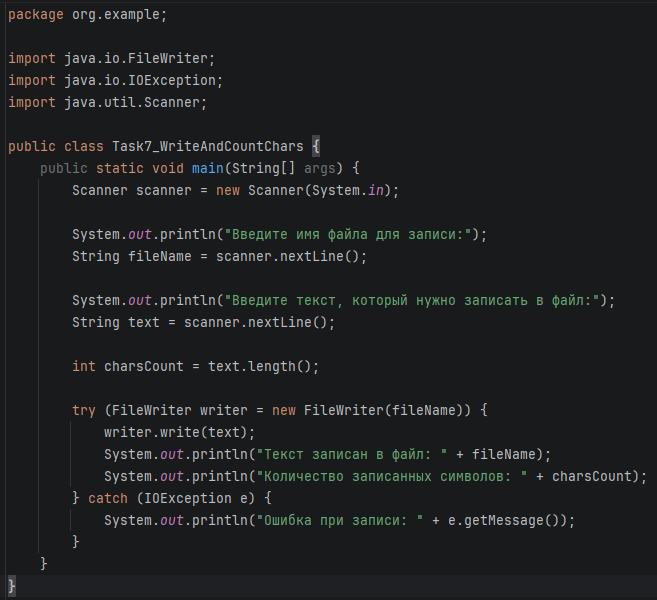 package org.example;
import java.io.FileWriter;
import java.io.IOException;
import java.util.Scanner;
public class Task7_WriteAndCountChars {
    public static void main(String[] args) {
        Scanner scanner = new Scanner(System.in);
        System.out.println("Введите имя файла для записи:");
        String fileName = scanner.nextLine();
        System.out.println("Введите текст, который нужно записать в файл:");
        String text = scanner.nextLine();
        int charsCount = text.length();
        try (FileWriter writer = new FileWriter(fileName)) {
            writer.write(text);
            System.out.println("Текст записан в файл: " + fileName);
            System.out.println("Количество записанных символов: " + charsCount);
        } catch (IOException e) {
            System.out.println("Ошибка при записи: " + e.getMessage());
        }
    }
}